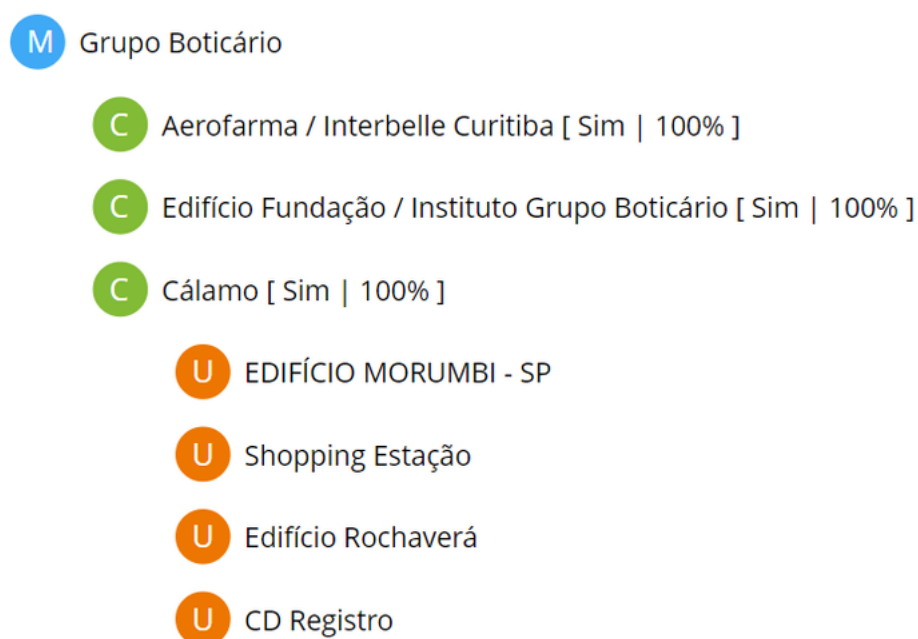 M Grupo Boticário
C Aerofarma / Interbelle Curitiba [ Sim | 100% ]
C Edifício Fundação / Instituto Grupo Boticário [ Sim | 100% ]
C Cálamo [ Sim | 100% ]
U EDIFÍCIO MORUMBI - SP
U Shopping Estação
U Edifício Rochaverá
U CD Registro